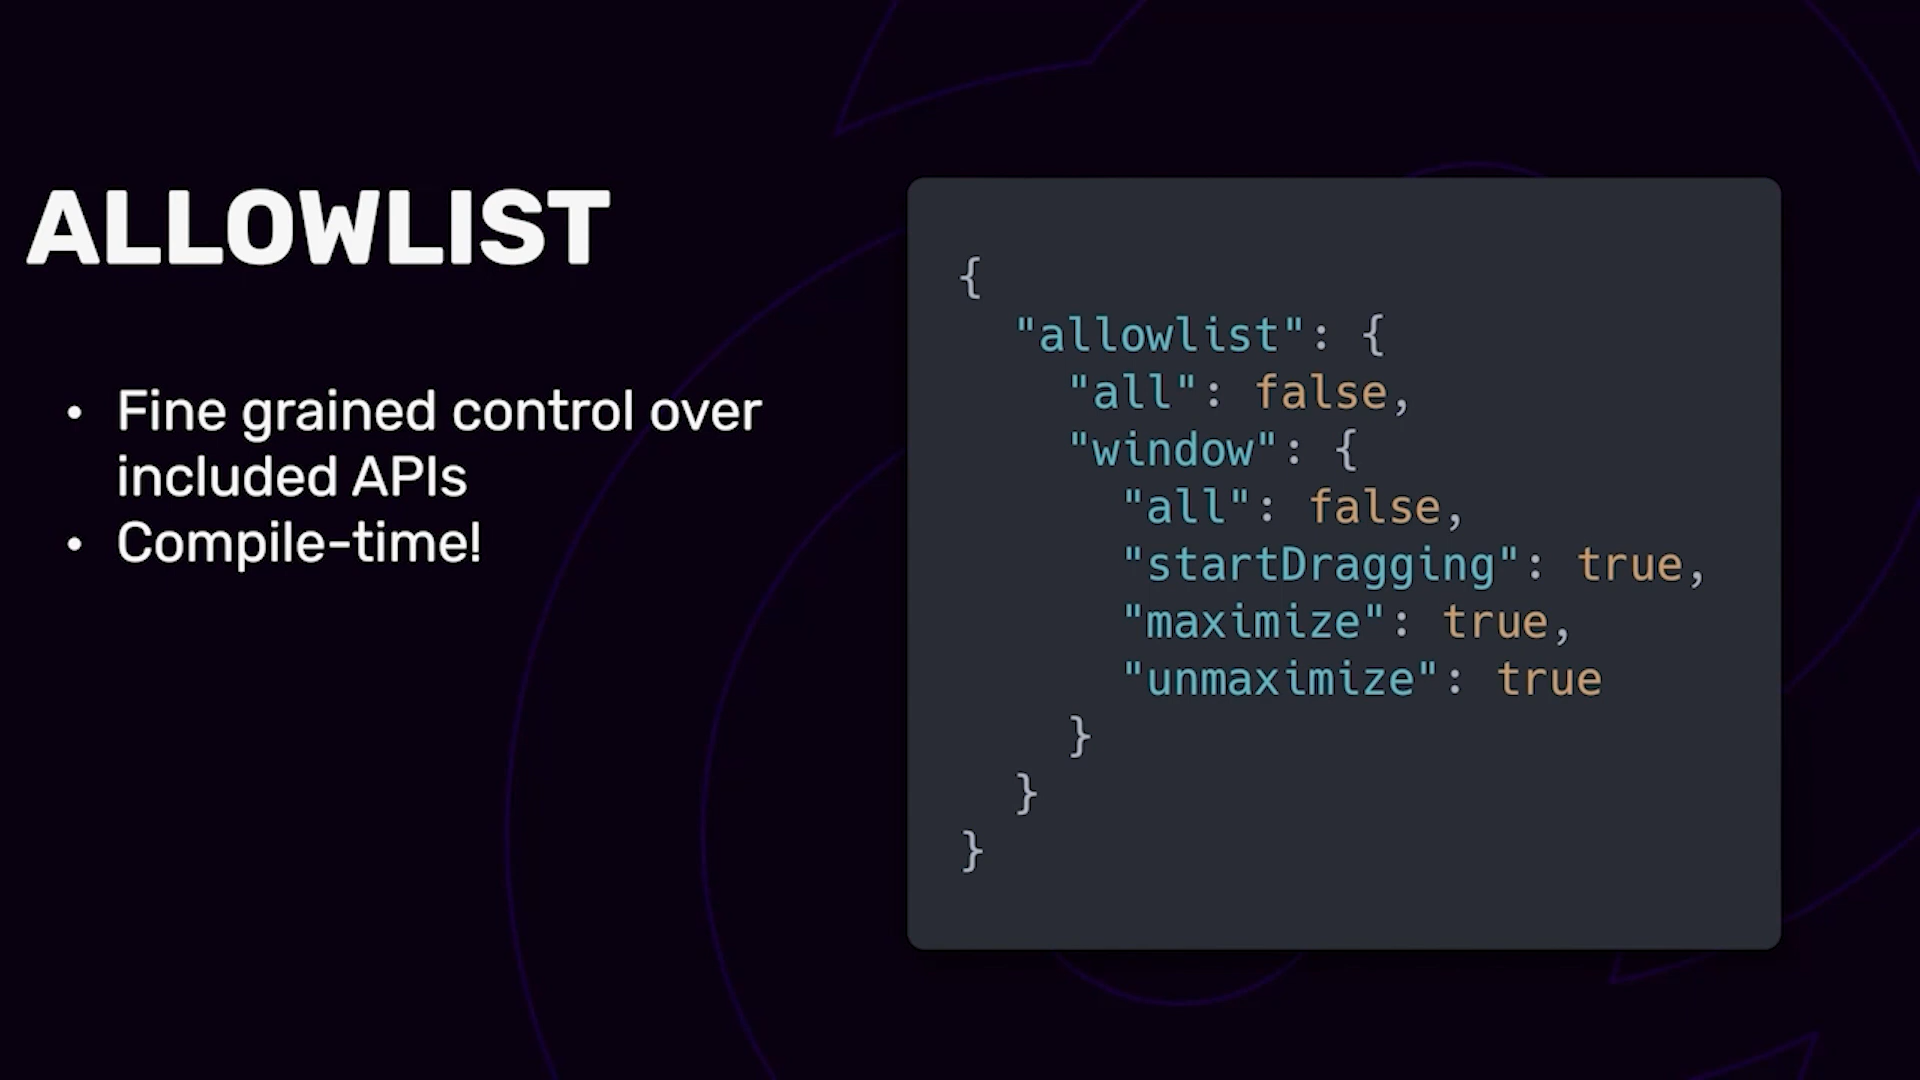 ALLOWLIST
• Fine grained control over
included APIs
• Compile-time!
{
  "allowlist": {
    "all": false,
    "window": {
      "all": false,
      "startDragging": true,
      "maximize": true,
      "unmaximize": true
    }
  }
}